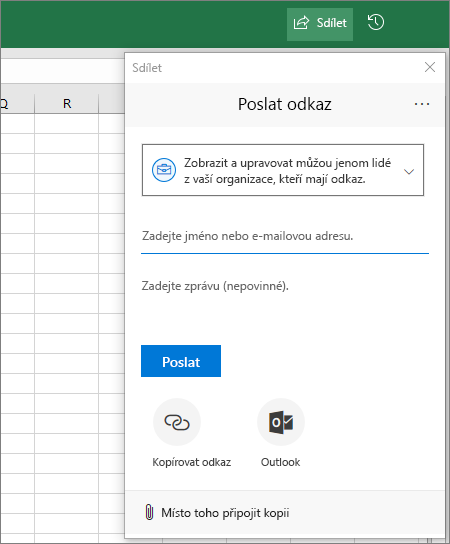 Sdílet
Q
R
Sdílet
Poslat odkaz
Zobrazit a upravovat můžou jenom lidé
z vaší organizace, kteří mají odkaz.
Zadejte jméno nebo e-mailovou adresu.
Zadejte zprávu (nepovinné).
Poslat
Kopírovat odkaz
Outlook
Místo toho připojit kopii